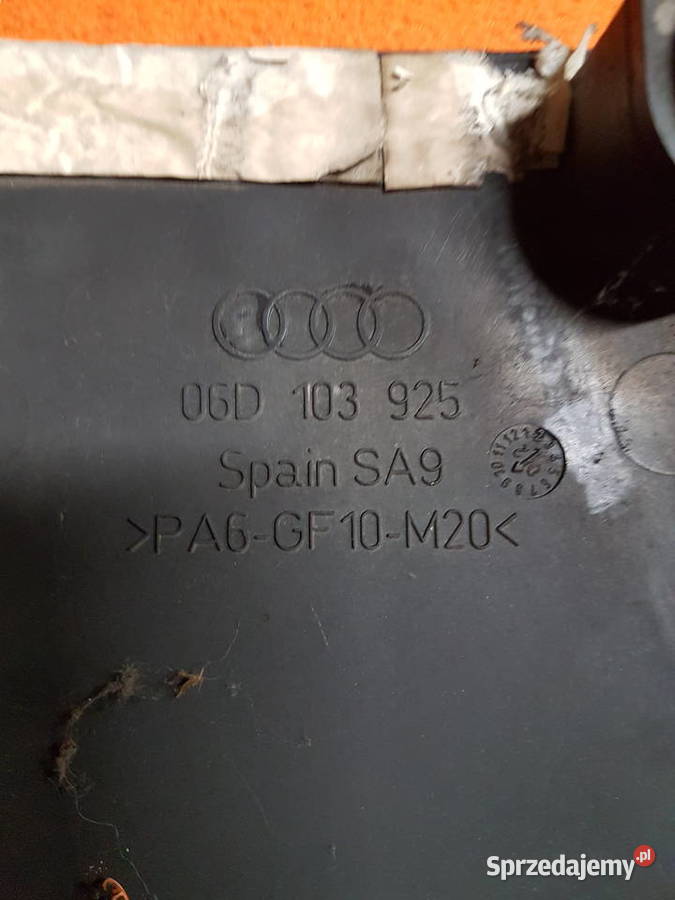 06D 103 925
Spain SA9
>PA6-GF10-M20<
Sprzedajemy.pl